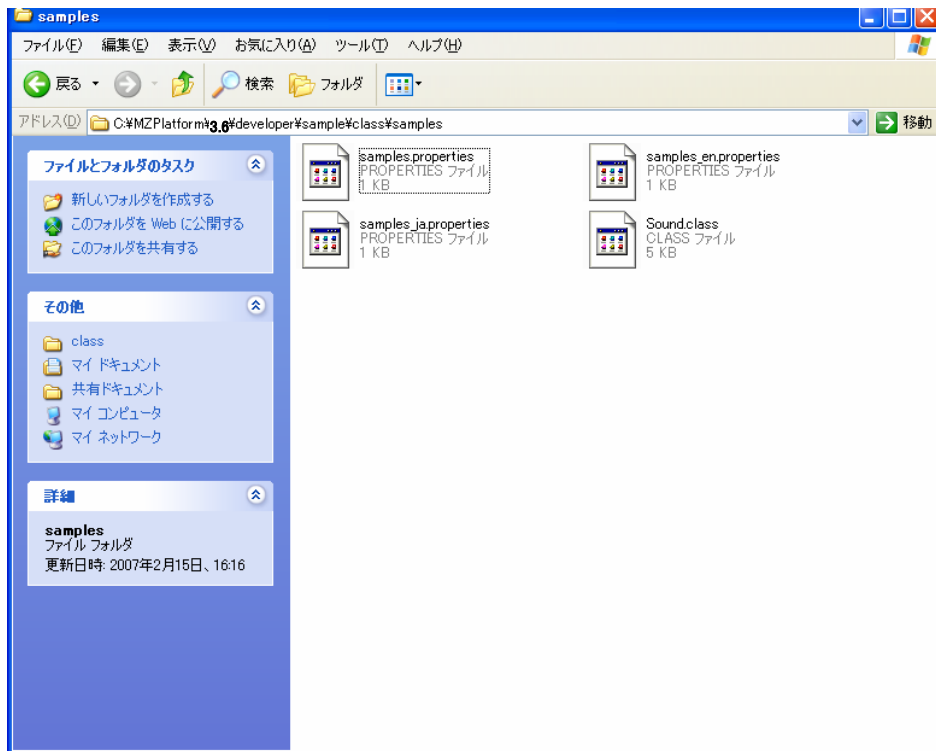 samples
ファイル(F) 編集(E) 表示(V) お気に入り(A) ツール(T) ヘルプ(H)
戻る 検索 フォルダ
アドレス(D) C:¥MZPlatform¥3.6¥developer¥sample¥class¥samples 移動
ファイルとフォルダのタスク
新しいフォルダを作成する
このフォルダを Web に公開する
このフォルダを共有する
その他
class
マイ ドキュメント
共有ドキュメント
マイ コンピュータ
マイ ネットワーク
詳細
samples
ファイル フォルダ
更新日時: 2007年2月15日、16:16
samples.properties
PROPERTIES ファイル
1 KB
samples_en.properties
PROPERTIES ファイル
1 KB
samples_ja.properties
PROPERTIES ファイル
1 KB
Sound.class
CLASS ファイル
5 KB